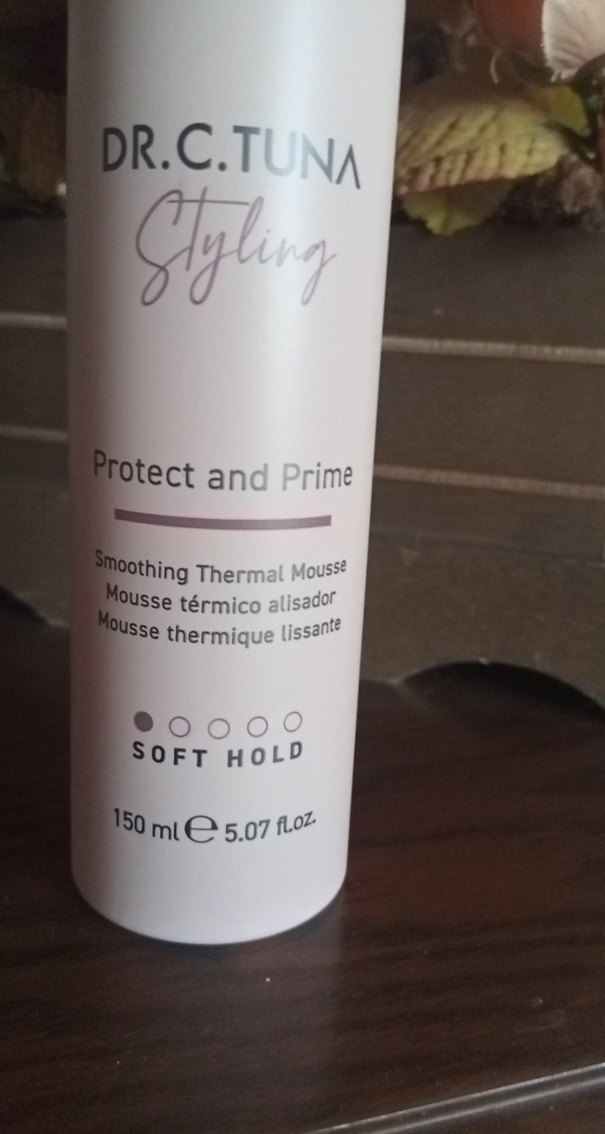 DR.C.TUNA
Styling
Protect and Prime
Smoothing Thermal Mousse
Mousse térmico alisador
Mousse thermique lissante
SOFT HOLD
150 ml ℮ 5.07 fl.oz.